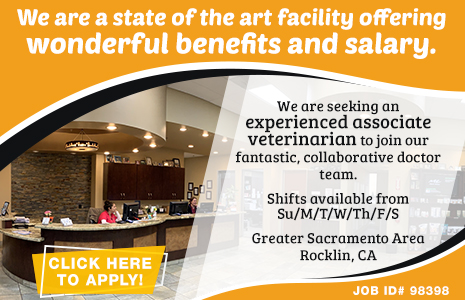 We are a state of the art facility offering
wonderful benefits and salary.
We are seeking an
experienced associate
veterinarian to join our
fantastic, collaborative doctor
team.
Shifts available from
Su/M/T/W/Th/F/S
Greater Sacramento Area
Rocklin, CA
CLICK HERE
TO APPLY!
JOB ID# 98398